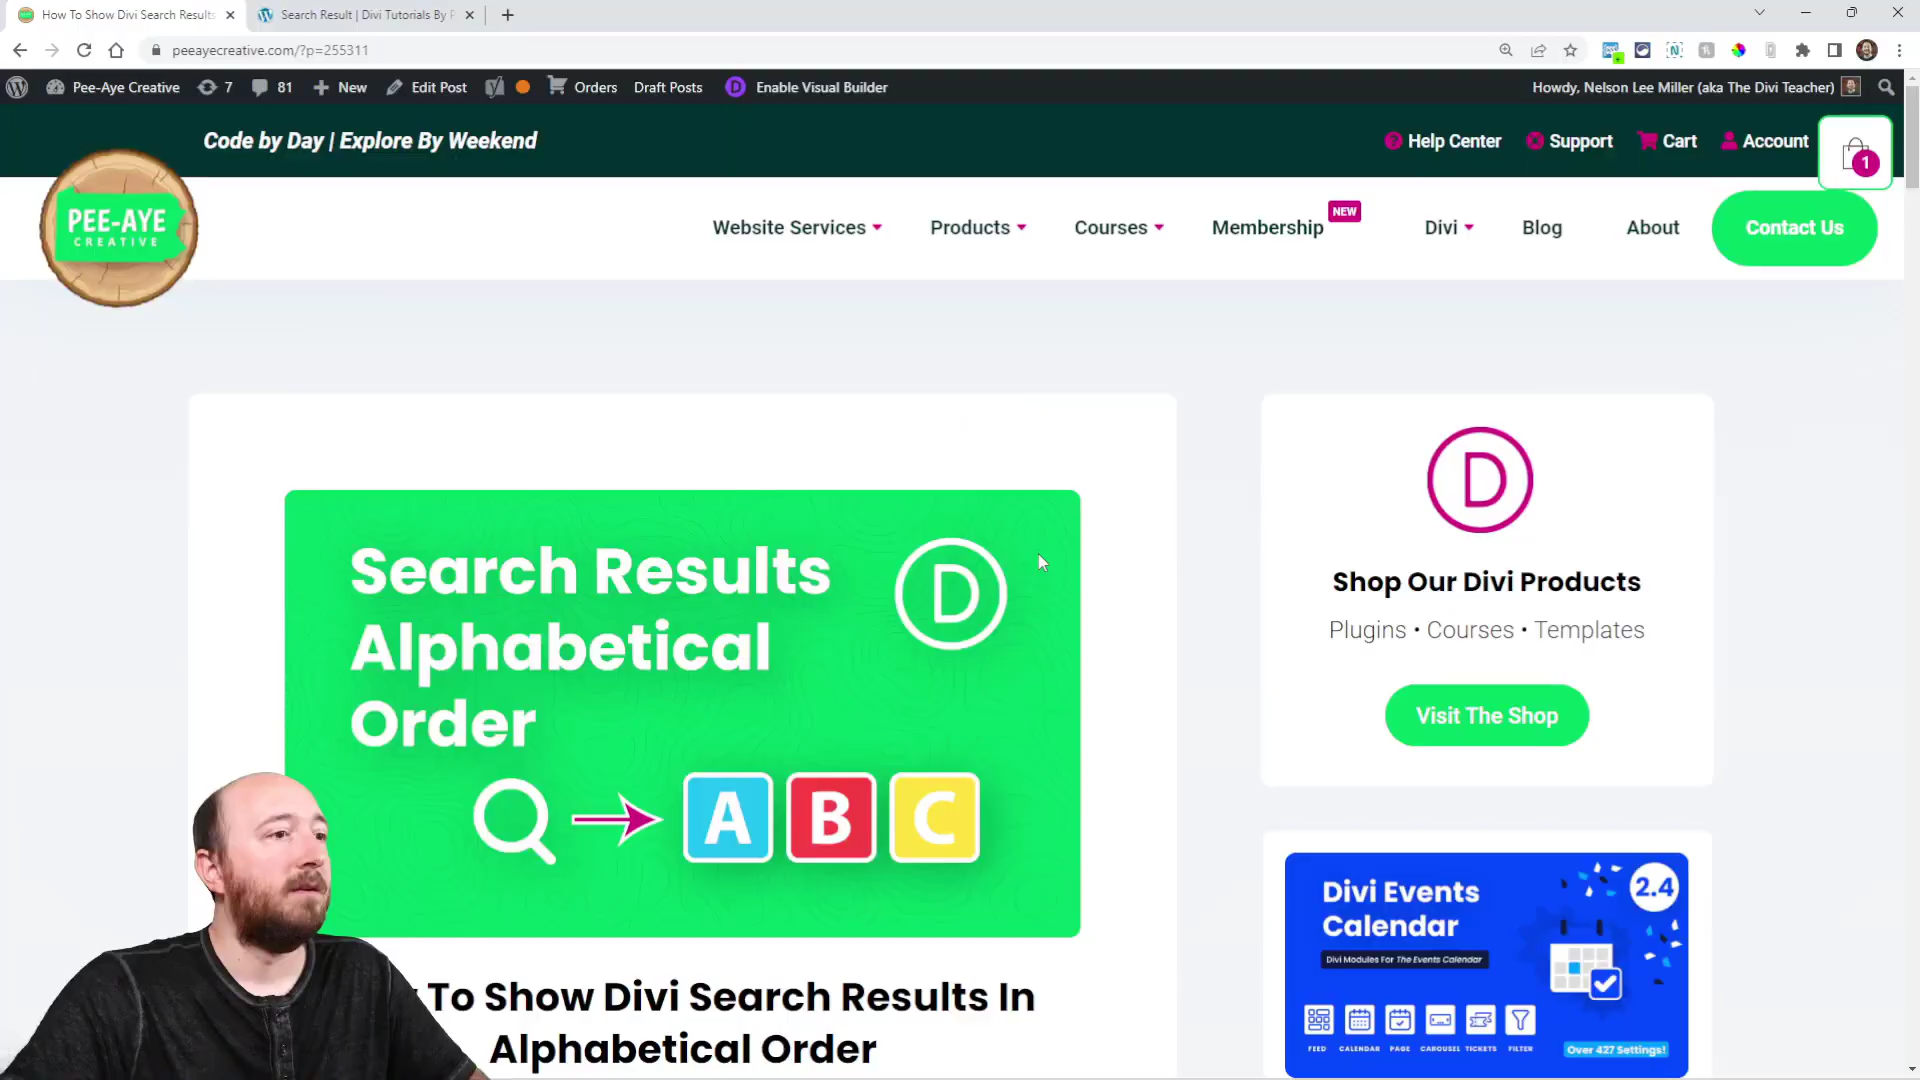 How To Show Divi Search Results
Search Result | Divi Tutorials By P
peeayecreative.com/?p=255311
Pee-Aye Creative
7
81
New
Edit Post
Orders
Draft Posts
Enable Visual Builder
Howdy, Nelson Lee Miller (aka The Divi Teacher)
Code by Day | Explore By Weekend
Help Center
Support
Cart
Account
1
PEE-AYE
CREATIVE
Website Services
Products
Courses
Membership
NEW
Divi
Blog
About
Contact Us
Search Results
Alphabetical
Order
D
A B C
To Show Divi Search Results In
Alphabetical Order
D
Shop Our Divi Products
Plugins • Courses • Templates
Visit The Shop
Divi Events
Calendar
2.4
Divi Modules For The Events Calendar
FEED CALENDAR PAGE CAROUSEL TICKETS FILTER
Over 427 Settings!